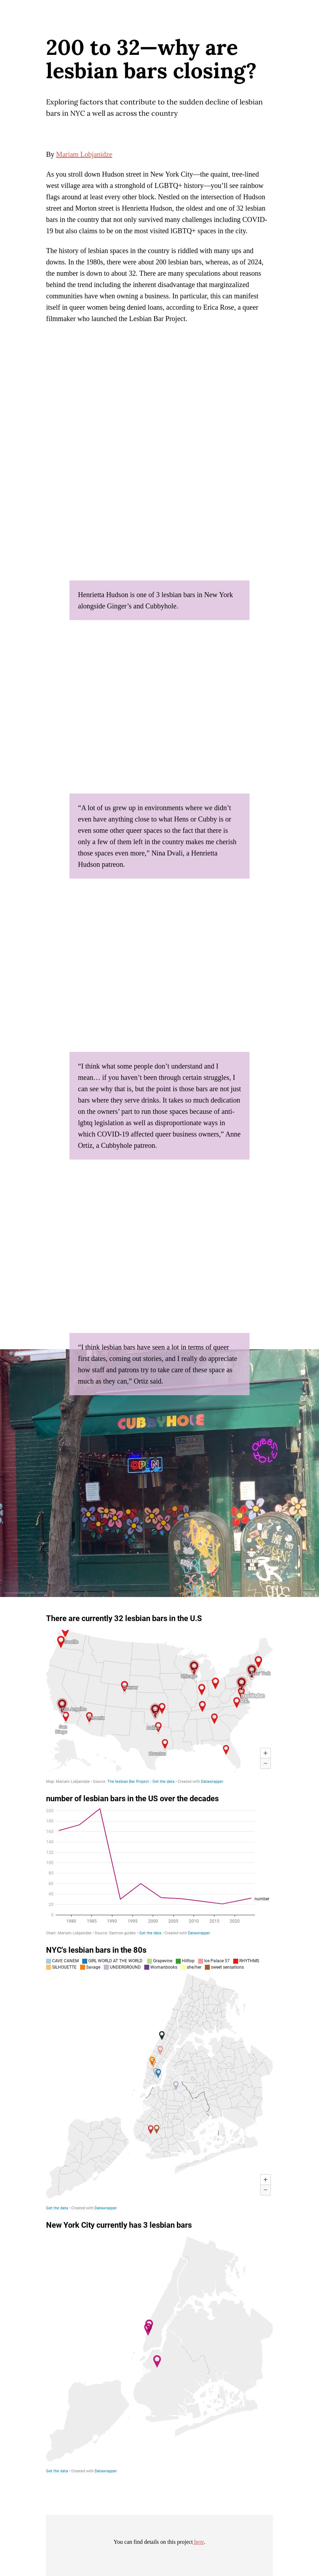 200 to 32—why are
lesbian bars closing?
Exploring factors that contribute to the sudden decline of lesbian
bars in NYC a well as across the country
By Mariam Lobjanidze
As you stroll down Hudson street in New York City—the quaint, tree-lined
west village area with a stronghold of LGBTQ+ history—you’ll see rainbow
flags around at least every other block. Nestled on the intersection of Hudson
street and Morton street is Henrietta Hudson, the oldest and one of 32 lesbian
bars in the country that not only survived many challenges including COVID-
19 but also claims to be on the most visited lGBTQ+ spaces in the city.
The history of lesbian spaces in the country is riddled with many ups and
downs. In the 1980s, there were about 200 lesbian bars, whereas, as of 2024,
the number is down to about 32. There are many speculations about reasons
behind the trend including the inherent disadvantage that marginzalized
communities have when owning a business. In particular, this can manifest
itself in queer women being denied loans, according to Erica Rose, a queer
filmmaker who launched the Lesbian Bar Project.
Henrietta Hudson is one of 3 lesbian bars in New York
alongside Ginger’s and Cubbyhole.
“A lot of us grew up in environments where we didn’t
even have anything close to what Hens or Cubby is or
even some other queer spaces so the fact that there is
only a few of them left in the country makes me cherish
those spaces even more,” Nina Dvali, a Henrietta
Hudson patreon.
“I think what some people don’t understand and I
mean… if you haven’t been through certain struggles, I
can see why that is, but the point is those bars are not just
bars where they serve drinks. It takes so much dedication
on the owners’ part to run those spaces because of anti-
lgbtq legislation as well as disproportionate ways in
which COVID-19 affected queer business owners,” Anne
Ortiz, a Cubbyhole patreon.
“I think lesbian bars have seen a lot in terms of queer
first dates, coming out stories, and I really do appreciate
how staff and patrons try to take care of these space as
much as they can,” Ortiz said.
CUBBYHOLE
OPEN
There are currently 32 lesbian bars in the U.S
Seattle
Chicago
San
Diego
Houston
+
−
Map: Mariam Lobjanidze · Source: The lesbian Bar Project · Get the data · Created with Datawrapper
number of lesbian bars in the US over the decades
200
180
160
140
120
100
80
60
40
20
0
number
1980 1985 1990 1995 2000 2005 2010 2015 2020
Chart: Mariam Lobjanidze · Source: Damron guides · Get the data · Created with Datawrapper
NYC's lesbian bars in the 80s
CAVE CANEM GIRL WORLD AT THE WORLD Grapevine Hilltop Ice Palace 57 RHYTHMS
SILHOUETTE Savage UNDERGROUND Womanbooks she/her sweet sensations
+
−
Get the data · Created with Datawrapper
New York City currently has 3 lesbian bars
Get the data · Created with Datawrapper
You can find details on this project here.